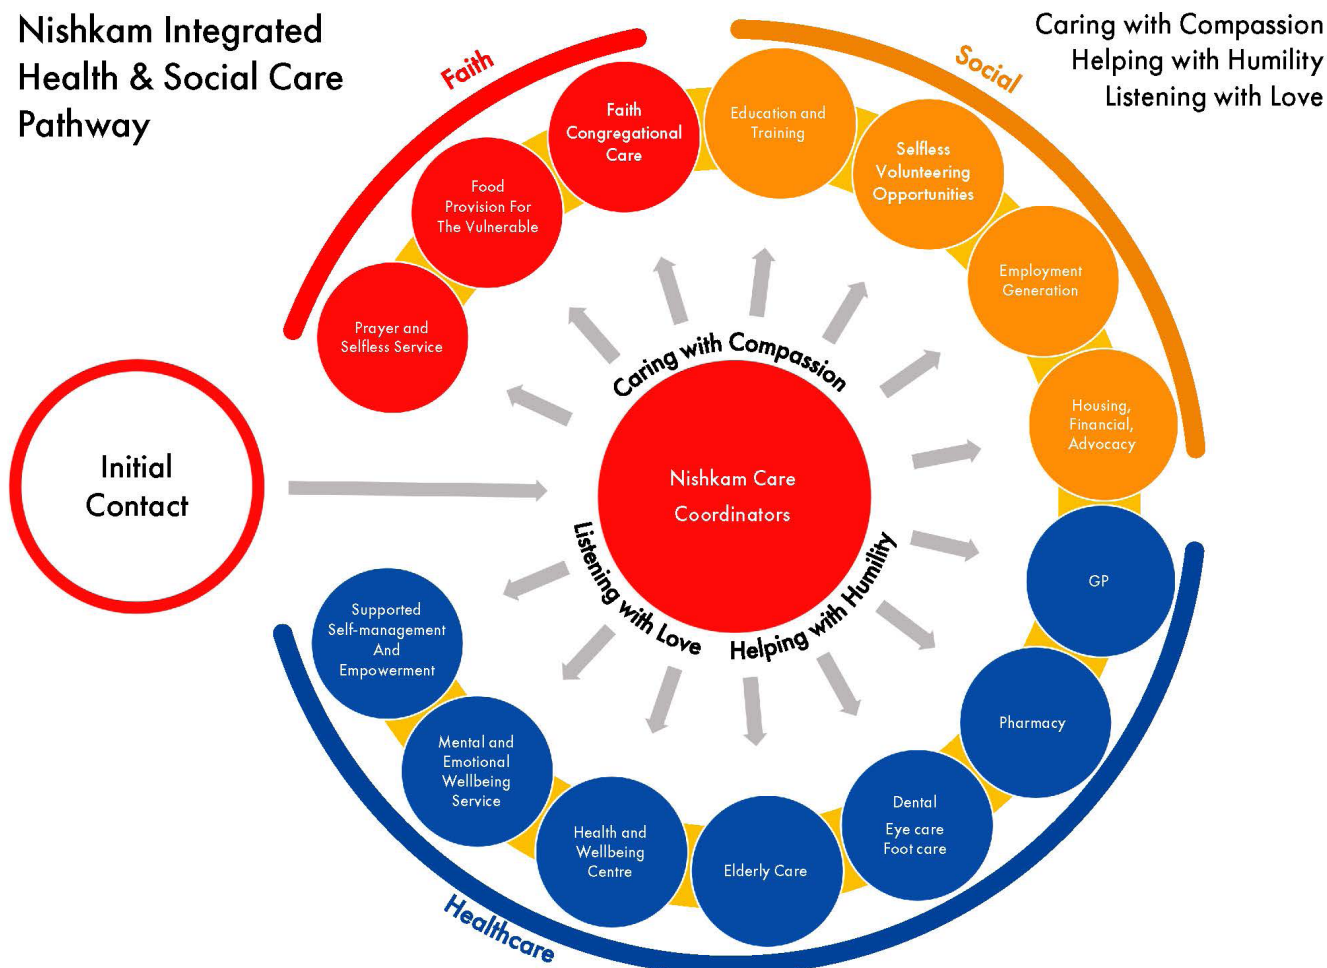 Nishkam Integrated
Health & Social Care
Pathway
Caring with Compassion
Helping with Humility
Listening with Love
Faith
Social
Faith
Congregational
Care
Education and
Training
Selfless
Volunteering
Opportunities
Food
Provision For
The Vulnerable
Employment
Generation
Prayer and
Selfless Service
Housing,
Financial,
Advocacy
Caring with Compassion
Initial
Contact
Nishkam Care
Coordinators
Listening with Love
Helping with Humility
GP
Supported
Self-management
And
Empowerment
Pharmacy
Mental and
Emotional
Wellbeing
Service
Dental
Eye care
Foot care
Health and
Wellbeing
Centre
Elderly Care
Healthcare